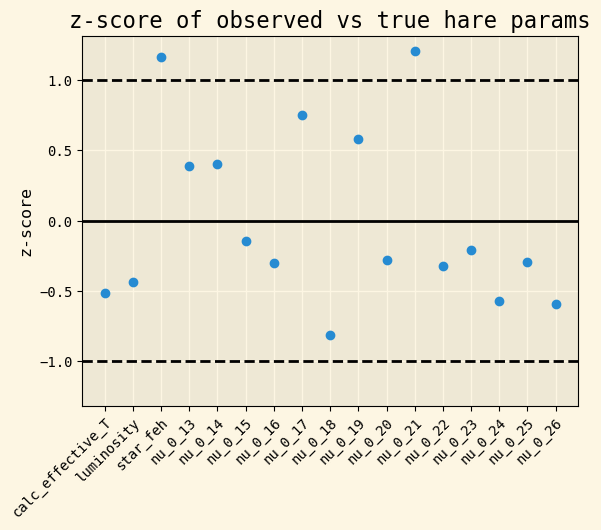 z-score of observed vs true hare params
z-score
1.0
0.5
0.0
−0.5
−1.0
calc_effective_T
luminosity
star_feh
nu_0_13
nu_0_14
nu_0_15
nu_0_16
nu_0_17
nu_0_18
nu_0_19
nu_0_20
nu_0_21
nu_0_22
nu_0_23
nu_0_24
nu_0_25
nu_0_26